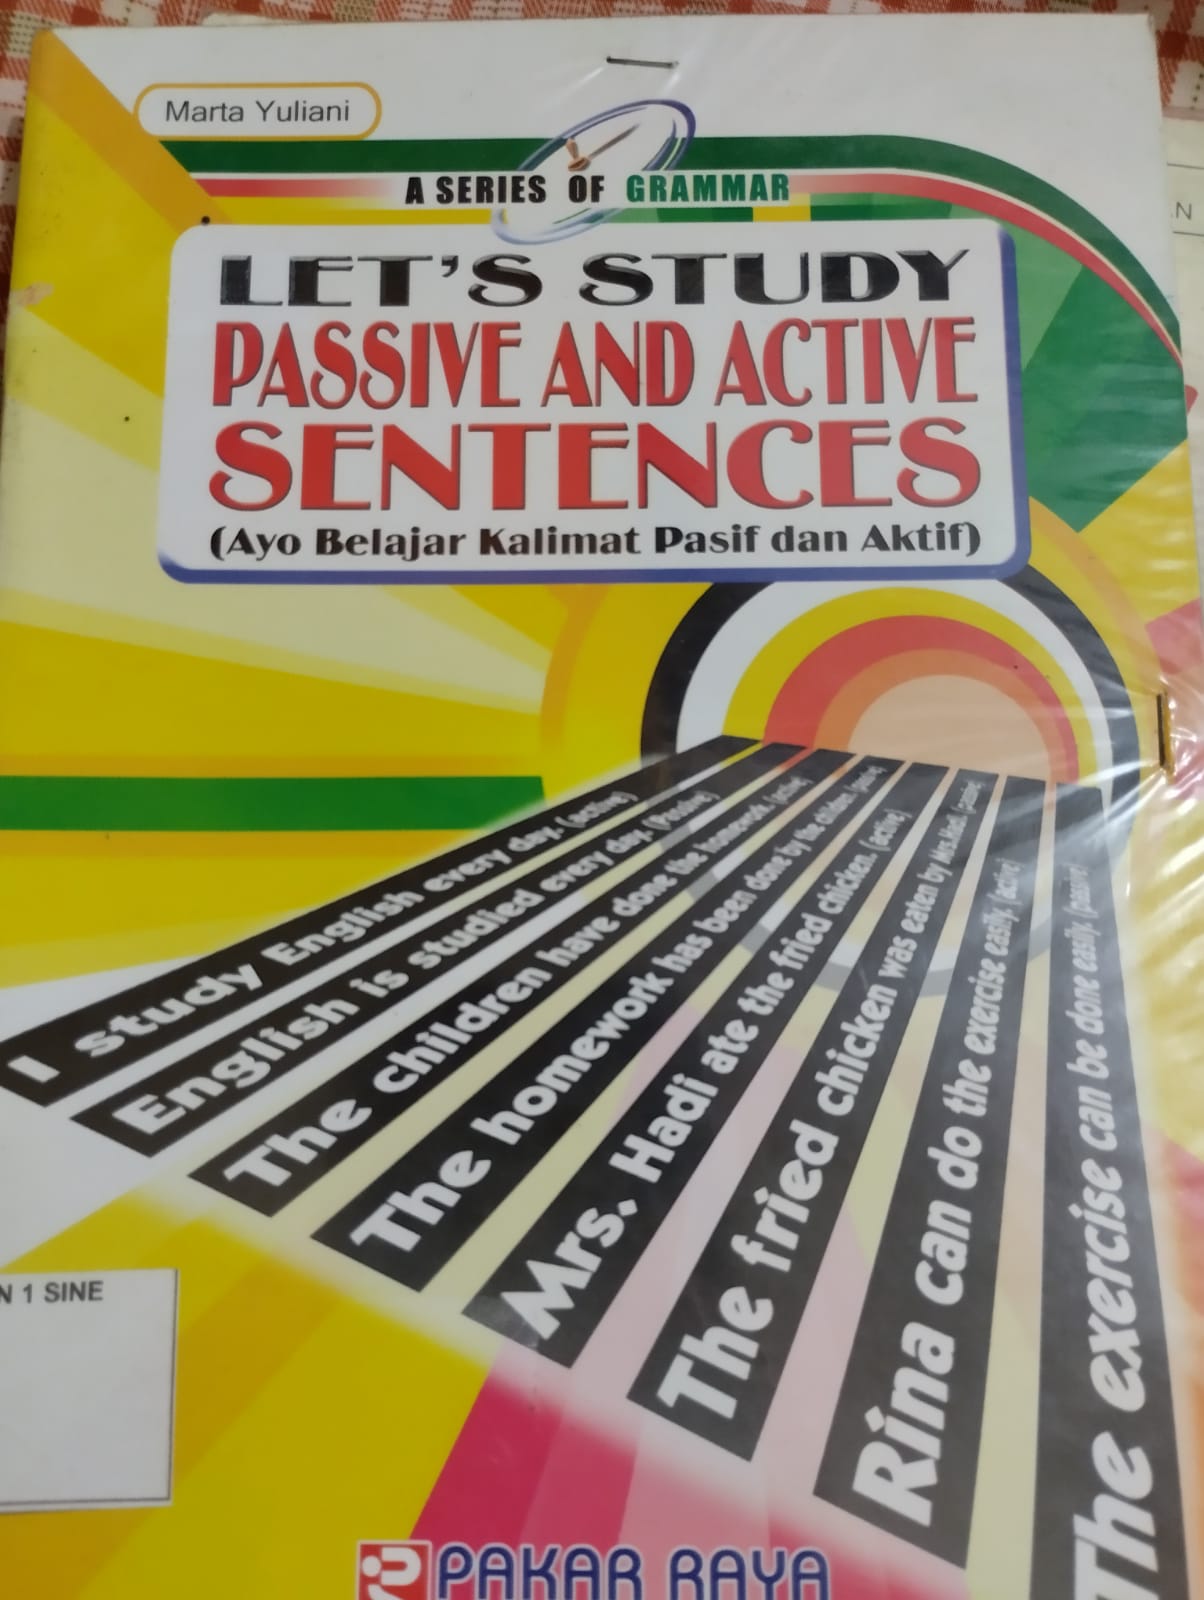 Marta Yuliani
A SERIES OF GRAMMAR
LET'S STUDY
PASSIVE AND ACTIVE
SENTENCES
(Ayo Belajar Kalimat Pasif dan Aktif)
I study English every day. (active)
English is studied every day. (Passive)
The children have done the homework. (active)
The homework has been done by the children. (passive)
Mrs. Hadi ate the fried chicken. (active)
The fried chicken was eaten by Mrs.Hadi. (passive)
Rina can do the exercise easily. (active)
The exercise can be done easily. (passive)
N 1 SINE
PAKAR RAYA
N